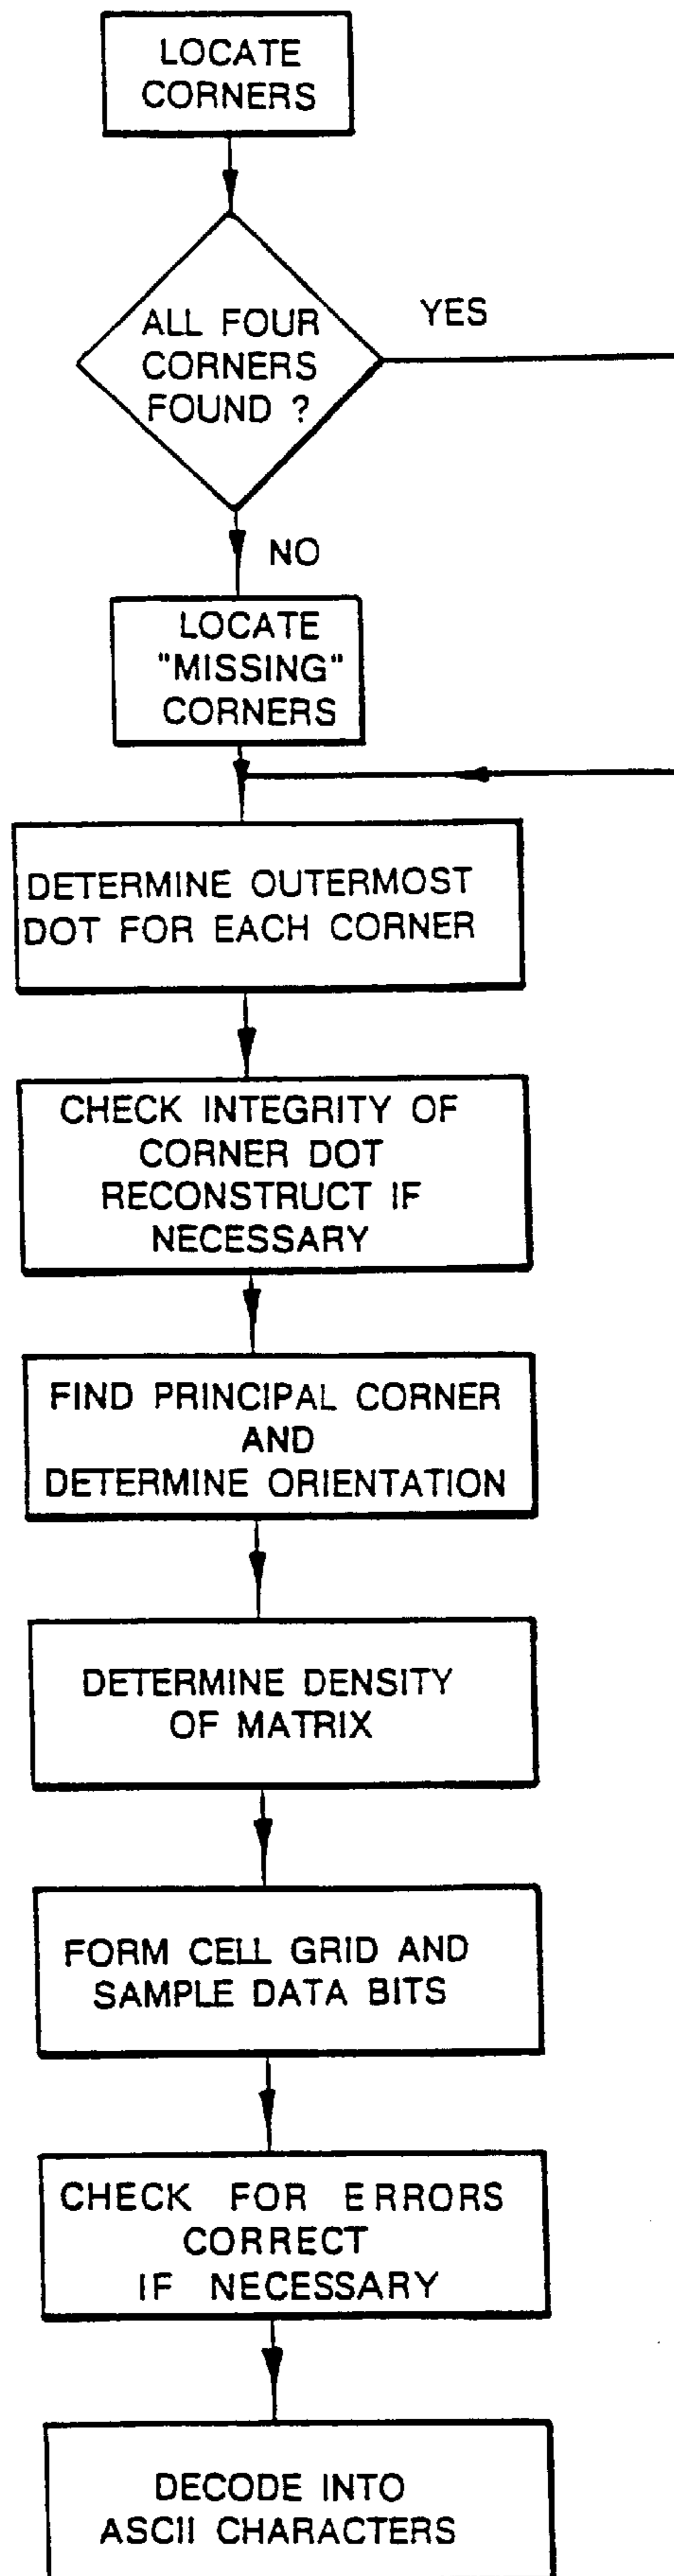 LOCATE
CORNERS
ALL FOUR
CORNERS
FOUND ?
YES
NO
LOCATE
"MISSING"
CORNERS
DETERMINE OUTERMOST
DOT FOR EACH CORNER
CHECK INTEGRITY OF
CORNER DOT
RECONSTRUCT IF
NECESSARY
FIND PRINCIPAL CORNER
AND
DETERMINE ORIENTATION
DETERMINE DENSITY
OF MATRIX
FORM CELL GRID AND
SAMPLE DATA BITS
CHECK FOR ERRORS
CORRECT
IF NECESSARY
DECODE INTO
ASCII CHARACTERS